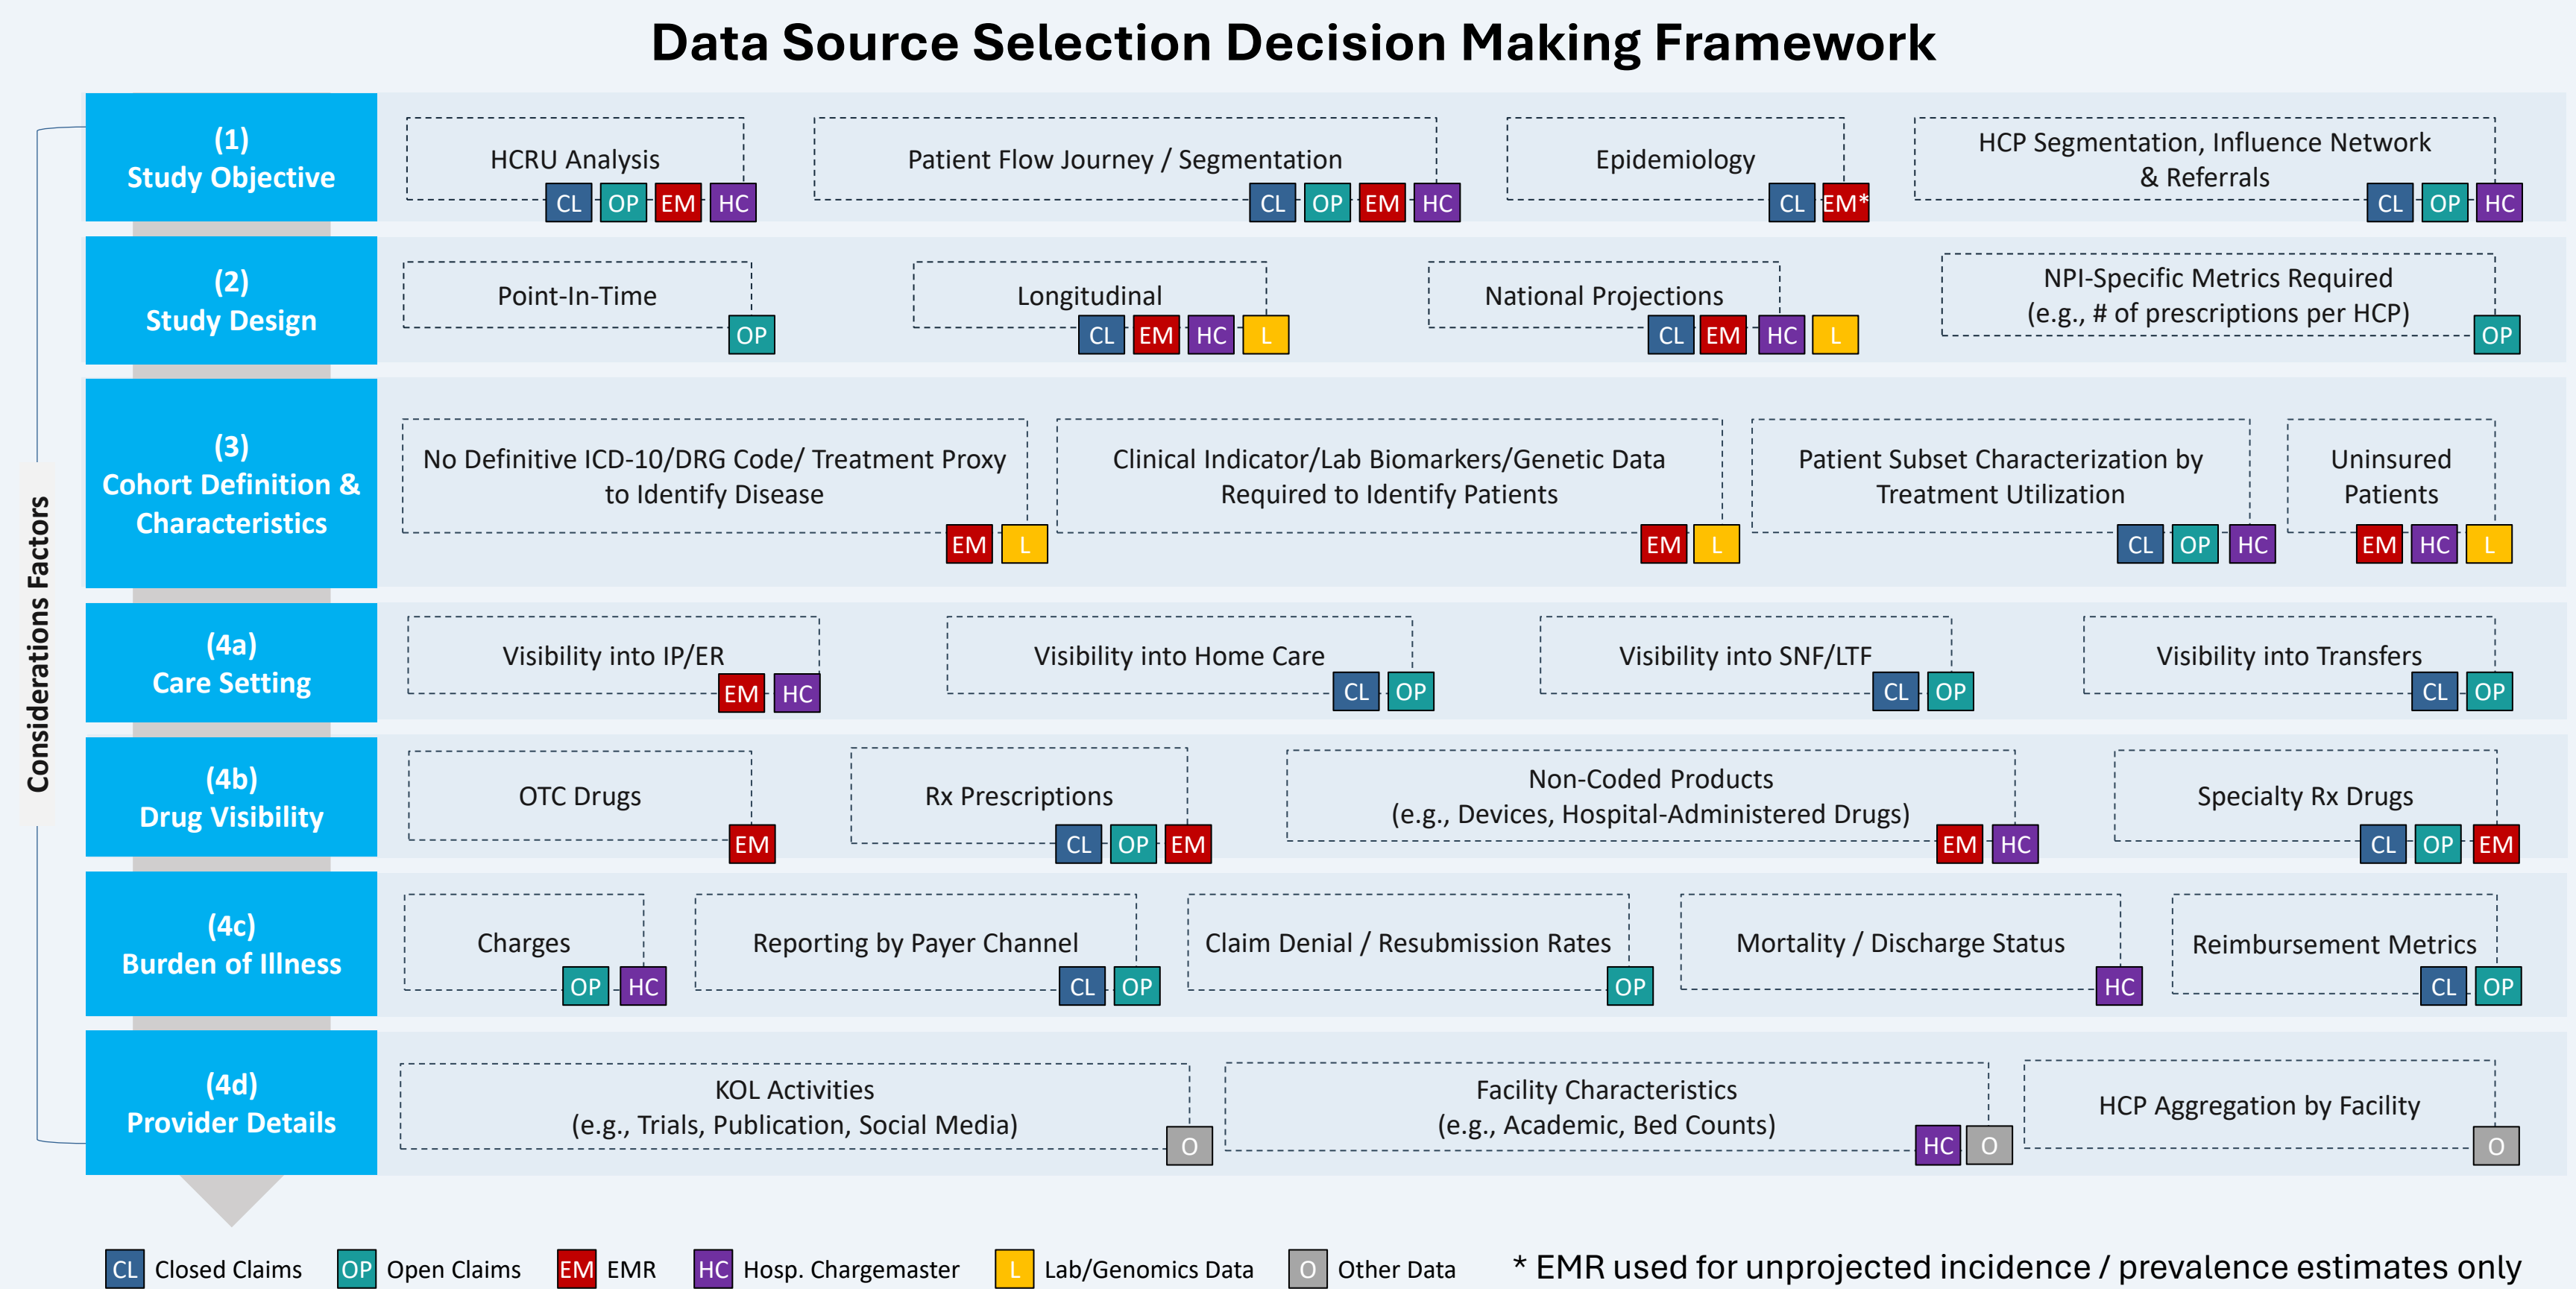 Data Source Selection Decision Making Framework
Considerations Factors
(1)
Study Objective
HCRU Analysis
CL OP EM HC
Patient Flow Journey / Segmentation
CL OP EM HC
Epidemiology
CL EM*
HCP Segmentation, Influence Network
& Referrals
CL OP HC
(2)
Study Design
Point-In-Time
OP
Longitudinal
CL EM HC L
National Projections
CL EM HC L
NPI-Specific Metrics Required
(e.g., # of prescriptions per HCP)
OP
(3)
Cohort Definition &
Characteristics
No Definitive ICD-10/DRG Code/ Treatment Proxy
to Identify Disease
EM L
Clinical Indicator/Lab Biomarkers/Genetic Data
Required to Identify Patients
EM L
Patient Subset Characterization by
Treatment Utilization
CL OP HC
Uninsured
Patients
EM HC L
(4a)
Care Setting
Visibility into IP/ER
EM HC
Visibility into Home Care
CL OP
Visibility into SNF/LTF
CL OP
Visibility into Transfers
CL OP
(4b)
Drug Visibility
OTC Drugs
EM
Rx Prescriptions
CL OP EM
Non-Coded Products
(e.g., Devices, Hospital-Administered Drugs)
EM HC
Specialty Rx Drugs
CL OP EM
(4c)
Burden of Illness
Charges
OP HC
Reporting by Payer Channel
CL OP
Claim Denial / Resubmission Rates
OP
Mortality / Discharge Status
HC
Reimbursement Metrics
CL OP
(4d)
Provider Details
KOL Activities
(e.g., Trials, Publication, Social Media)
O
Facility Characteristics
(e.g., Academic, Bed Counts)
HC O
HCP Aggregation by Facility
O
CL Closed Claims OP Open Claims EM EMR HC Hosp. Chargemaster L Lab/Genomics Data O Other Data * EMR used for unprojected incidence / prevalence estimates only